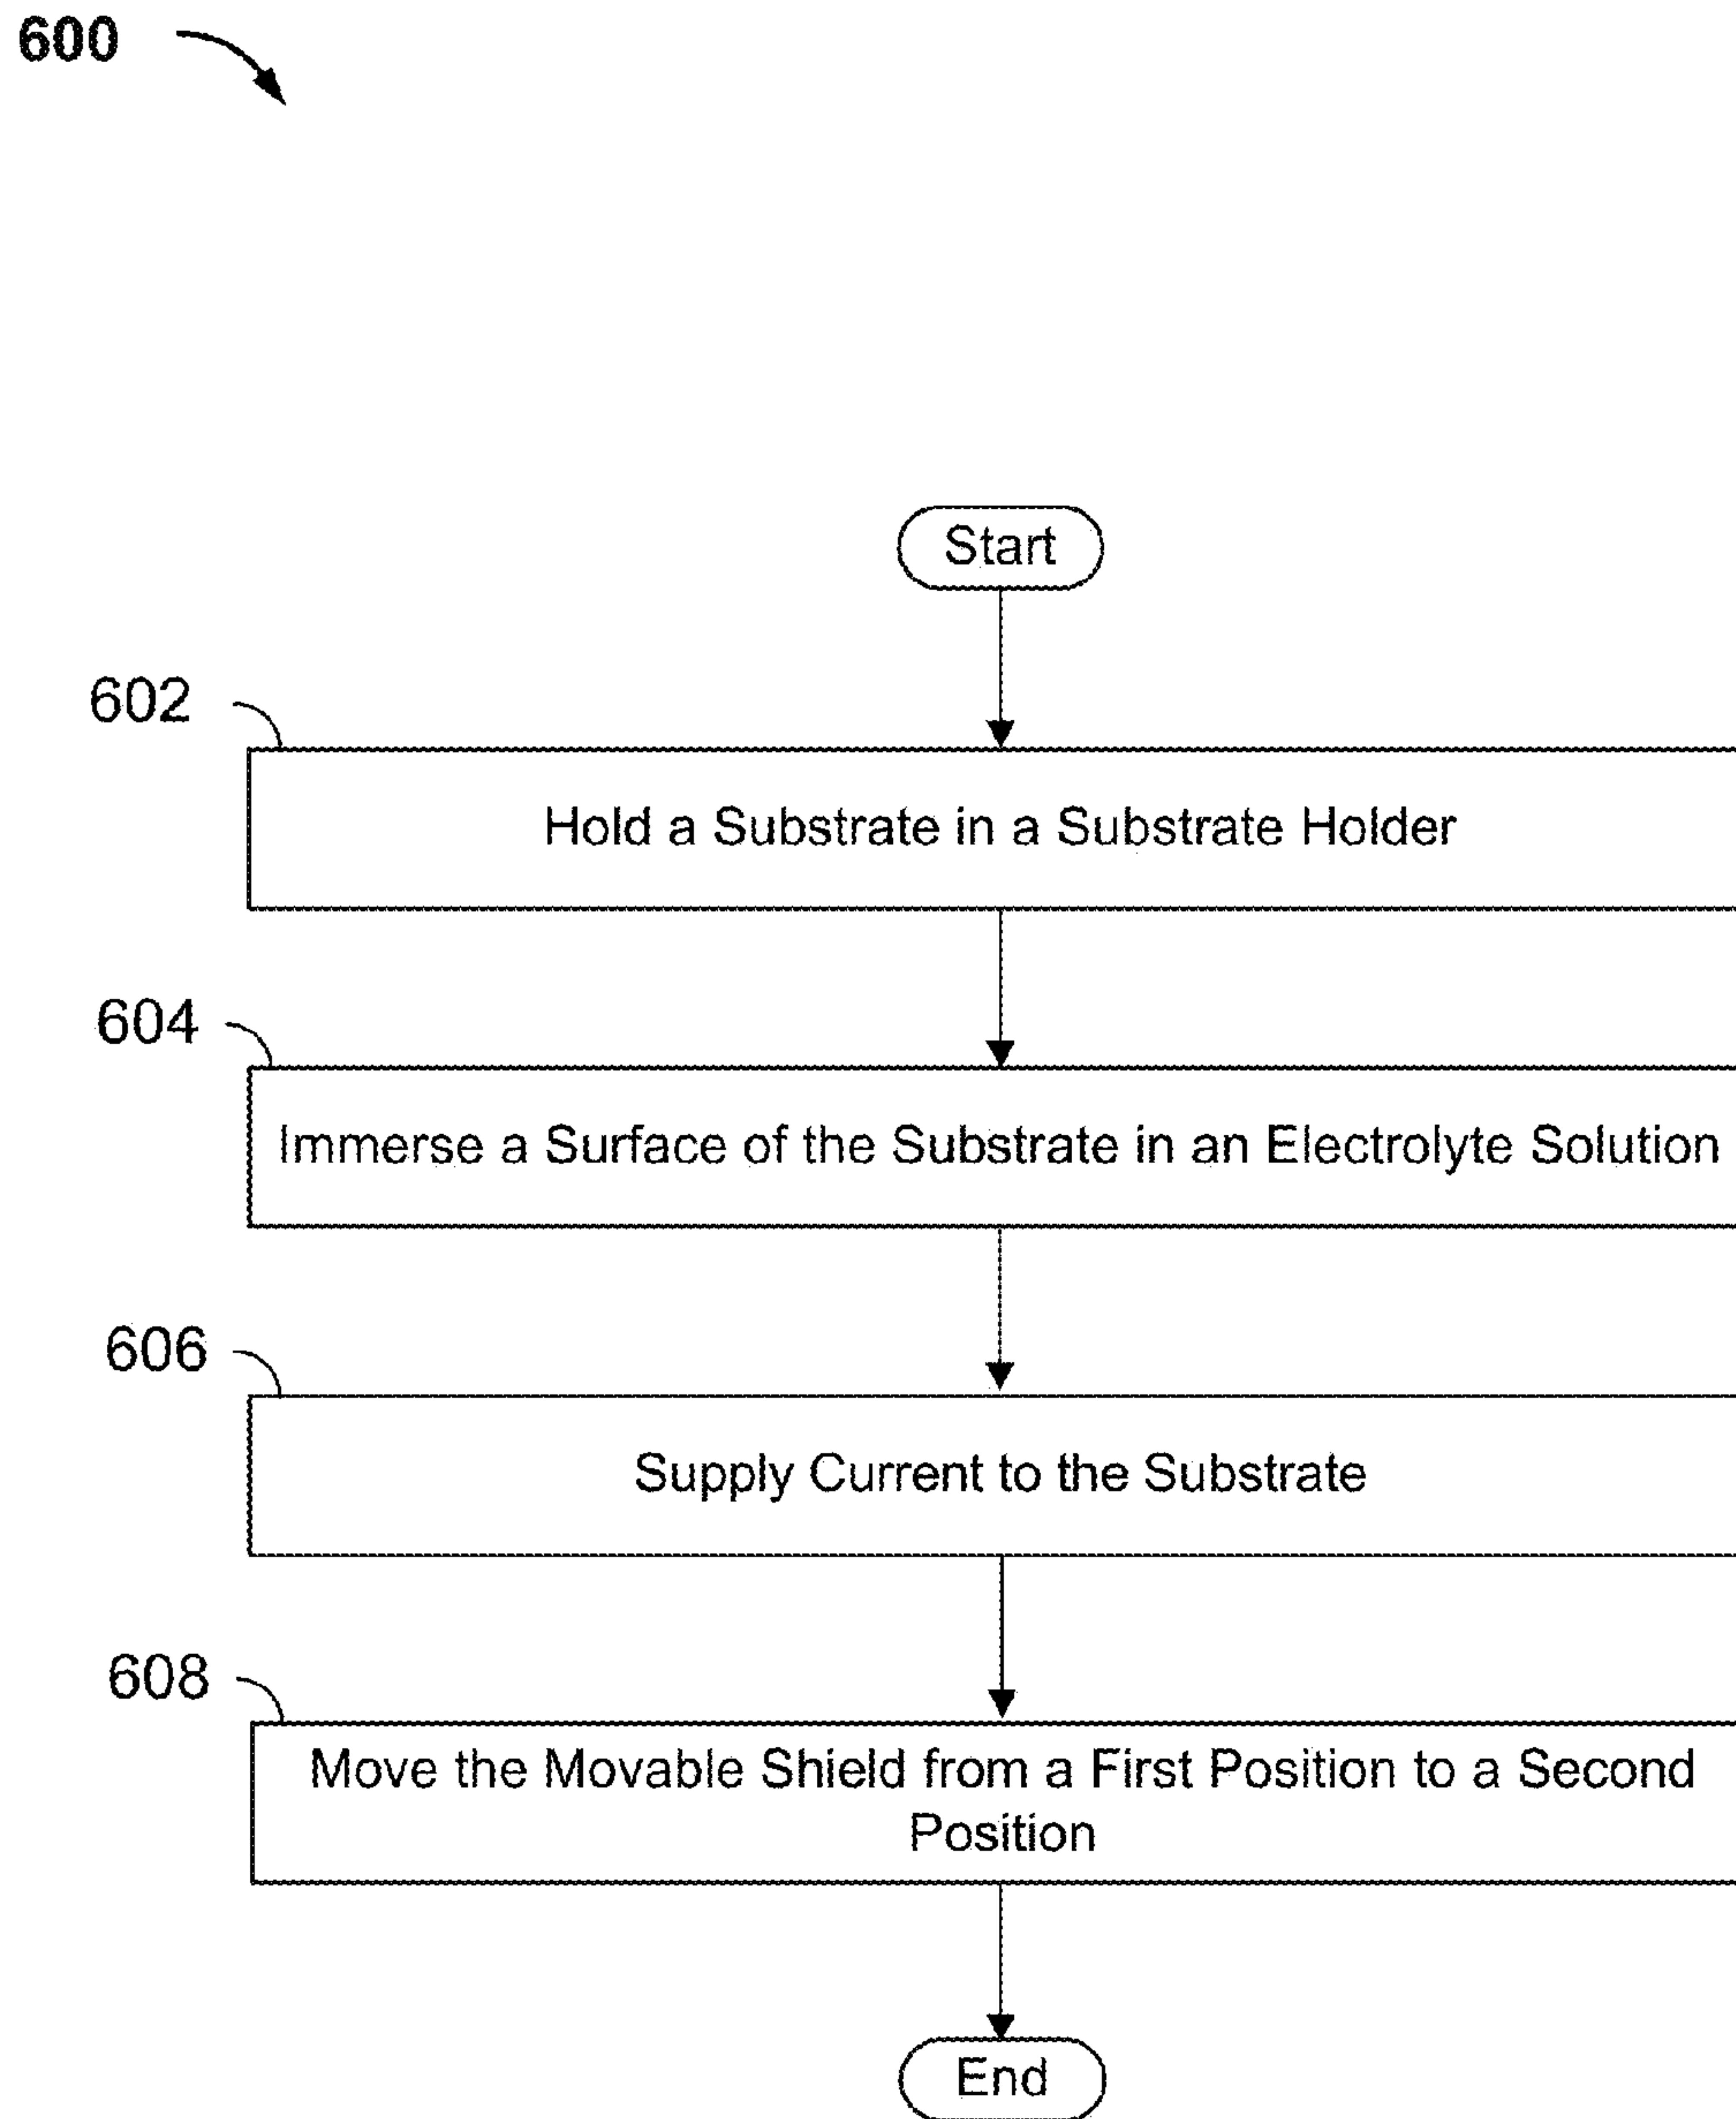 600
Start
602
Hold a Substrate in a Substrate Holder
604
Immerse a Surface of the Substrate in an Electrolyte Solution
606
Supply Current to the Substrate
608
Move the Movable Shield from a First Position to a Second
Position
End